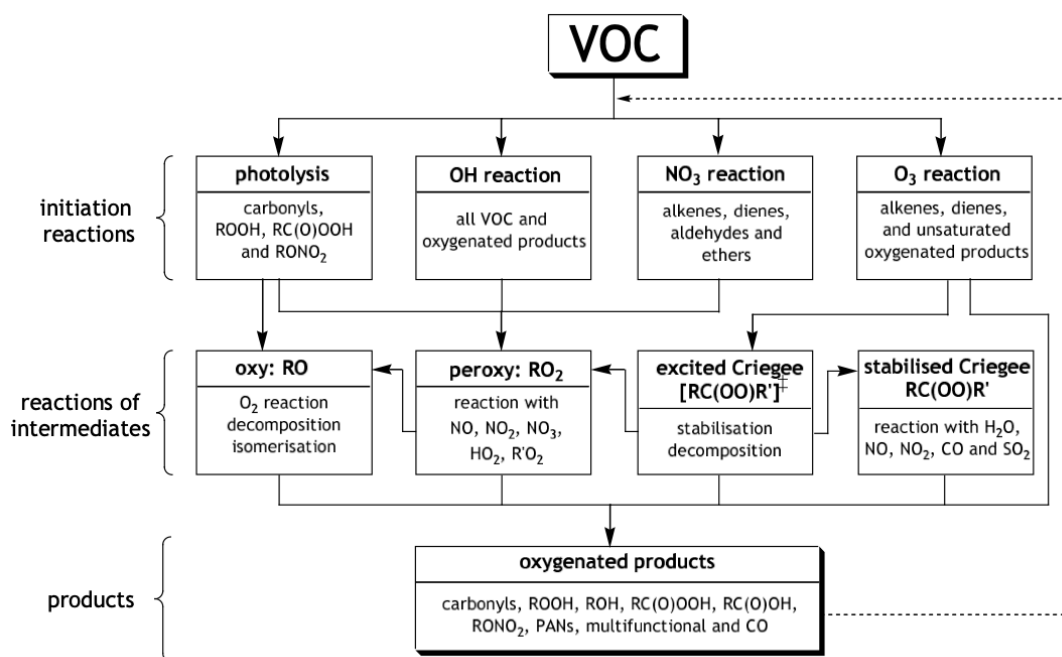 VOC
initiation
reactions
photolysis
carbonyls,
ROOH, RC(O)OOH
and RONO₂
OH reaction
all VOC and
oxygenated products
NO₃ reaction
alkenes, dienes,
aldehydes and
ethers
O₃ reaction
alkenes, dienes,
and unsaturated
oxygenated products
reactions of
intermediates
oxy: RO
O₂ reaction
decomposition
isomerisation
peroxy: RO₂
reaction with
NO, NO₂, NO₃,
HO₂, R'O₂
excited Criegee
[RC(OO)R']‡
stabilisation
decomposition
stabilised Criegee
RC(OO)R'
reaction with H₂O,
NO, NO₂, CO and SO₂
products
oxygenated products
carbonyls, ROOH, ROH, RC(O)OOH, RC(O)OH,
RONO₂, PANs, multifunctional and CO